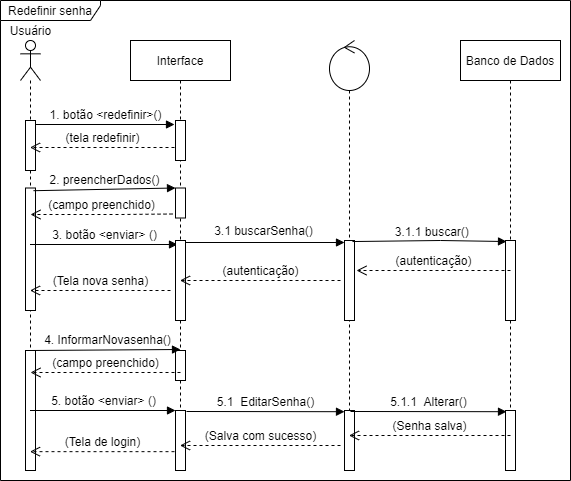 Redefinir senha
Usuário
Interface
Banco de Dados
1. botão <redefinir>()
(tela redefinir)
2. preencherDados()
(campo preenchido)
3. botão <enviar> ()
3.1 buscarSenha()
3.1.1 buscar()
(autenticação)
(autenticação)
(Tela nova senha)
4. InformarNovasenha()
(campo preenchido)
5. botão <enviar> ()
5.1 EditarSenha()
5.1.1 Alterar()
(Senha salva)
(Salva com sucesso)
(Tela de login)